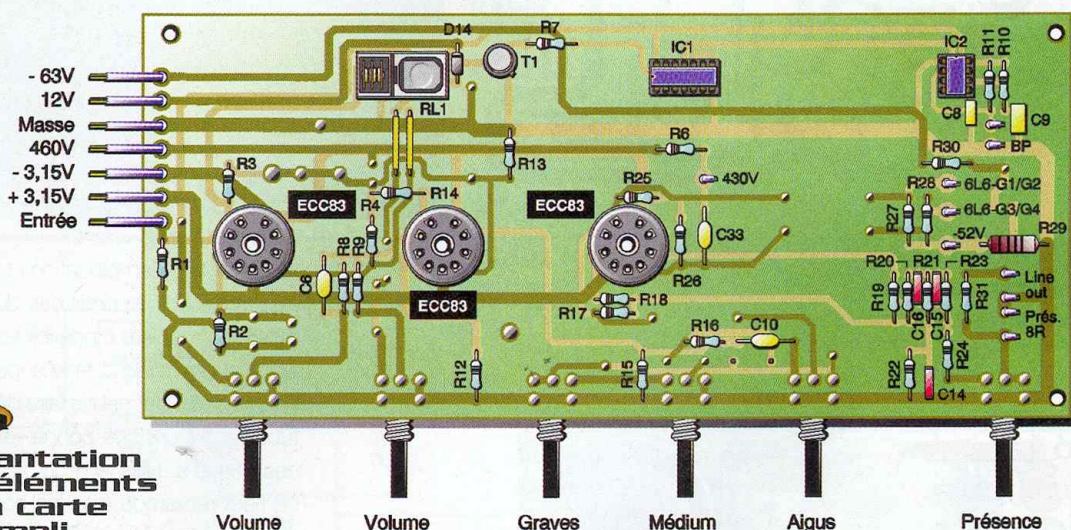 - 63V
12V
Masse
460V
- 3,15V
+ 3,15V
Entrée
D14
R7
T1
RL1
IC1
IC2
R11
R10
C8
C9
BP
R3
R13
R6
R30
ECC83
R14
R4
ECC83
R25
430V
R28
R27
6L6-G1/G2
6L6-G3/G4
-52V
R29
C33
R26
R1
C6
R8
R9
ECC83
R18
R17
R20
R21
R23
R19
C16
C15
R31
Line
out
Prés.
8R
R2
R12
R15
R16
C10
R22
R24
C14
antation
éléments
carte
mpli
Volume
Volume
Graves
Médium
Aigus
Présence